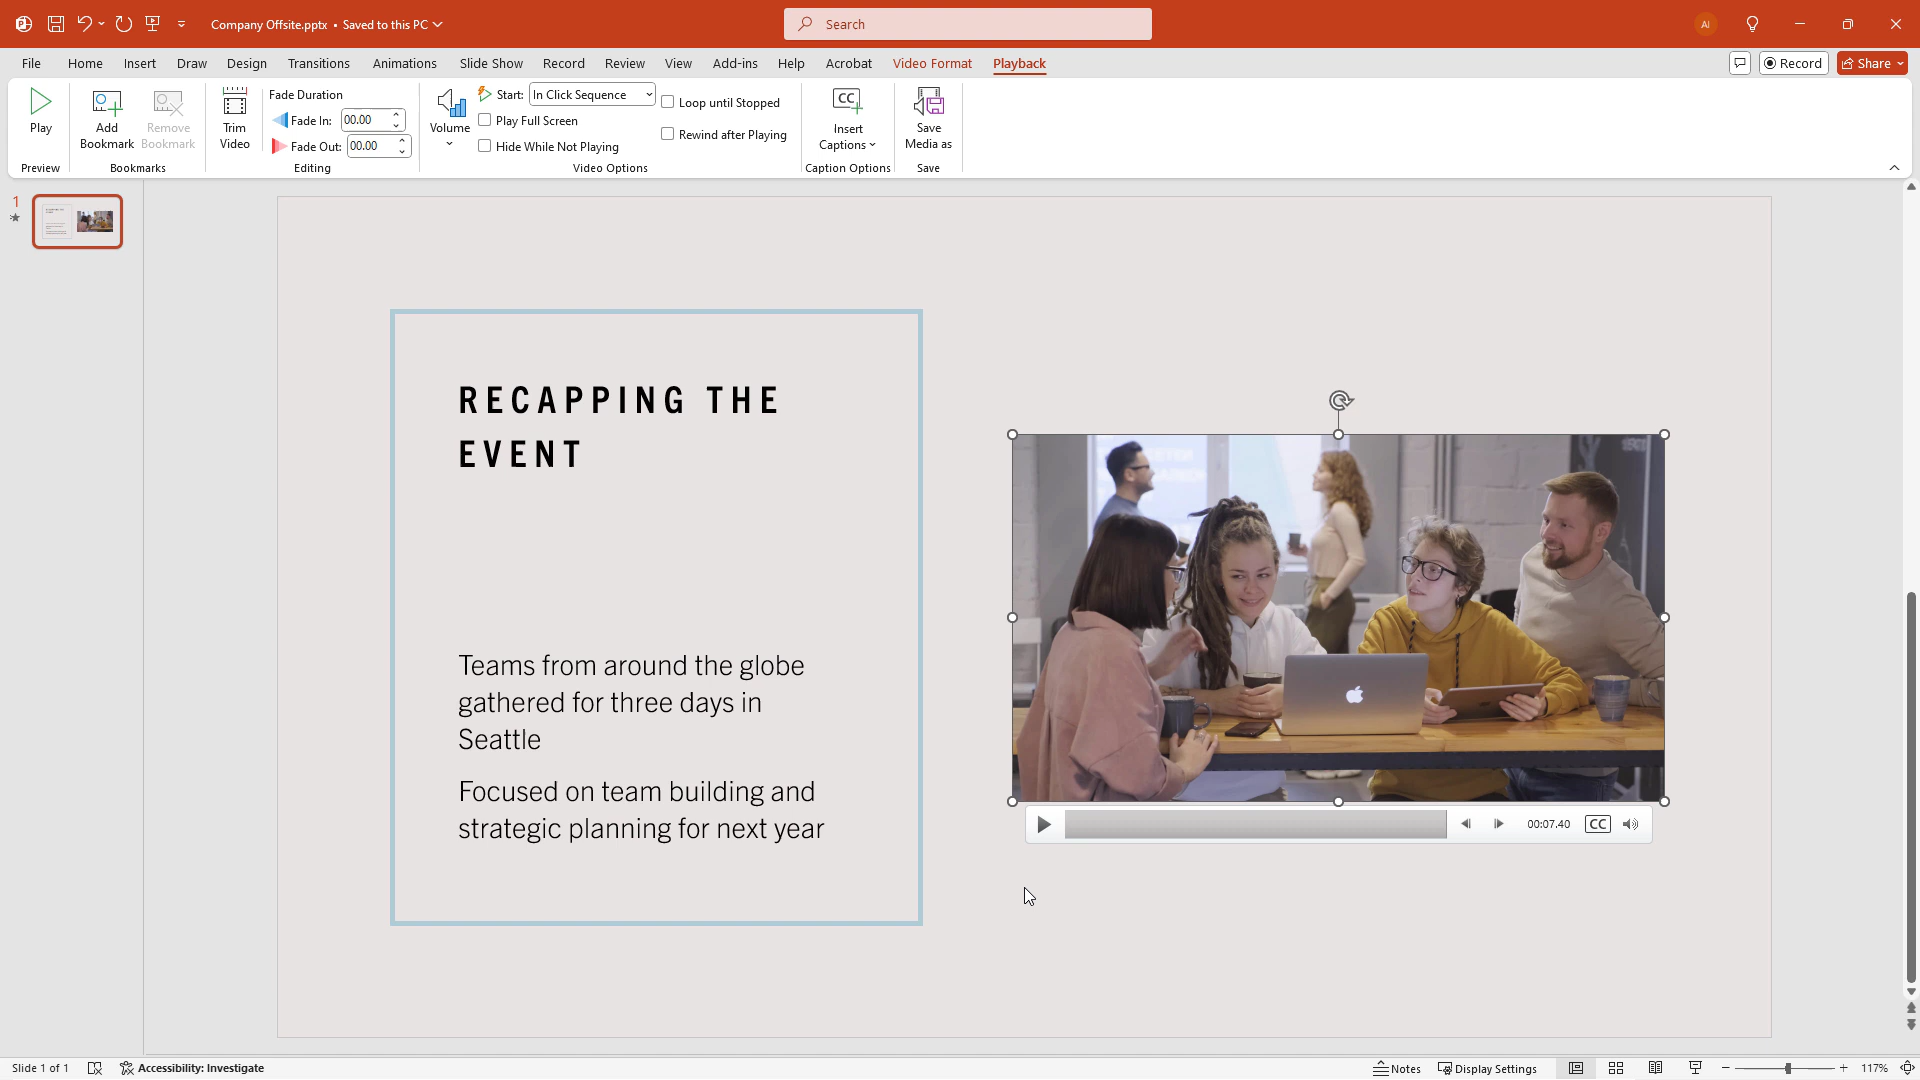 Company Offsite.pptx • Saved to this PC
Search
AI
File Home Insert Draw Design Transitions Animations Slide Show Record Review View Add-ins Help Acrobat Video Format Playback
Record
Share
Play
Preview
Add Bookmark
Remove Bookmark
Bookmarks
Trim Video
Fade Duration
Fade In: 00.00
Fade Out: 00.00
Editing
Volume
Start: In Click Sequence
Play Full Screen
Hide While Not Playing
Loop until Stopped
Rewind after Playing
Video Options
CC
Insert Captions
Caption Options
Save Media as
Save
1
RECAPPING THE
EVENT
Teams from around the globe
gathered for three days in
Seattle
Focused on team building and
strategic planning for next year
00:07.40 CC
Slide 1 of 1
Accessibility: Investigate
Notes
Display Settings
117%